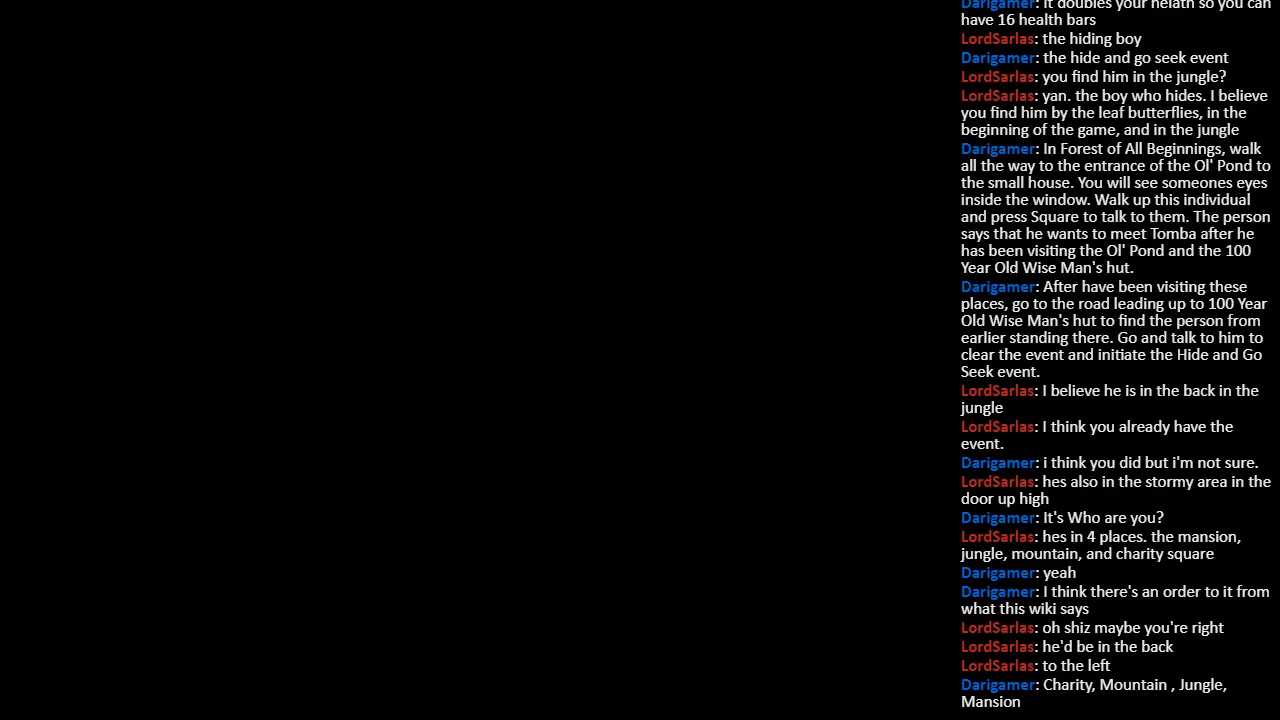 Darigamer: It doubles your helath so you can
have 16 health bars
LordSarlas: the hiding boy
Darigamer: the hide and go seek event
LordSarlas: you find him in the jungle?
LordSarlas: yan. the boy who hides. I believe
you find him by the leaf butterflies, in the
beginning of the game, and in the jungle
Darigamer: In Forest of All Beginnings, walk
all the way to the entrance of the Ol' Pond to
the small house. You will see someones eyes
inside the window. Walk up this individual
and press Square to talk to them. The person
says that he wants to meet Tomba after he
has been visiting the Ol' Pond and the 100
Year Old Wise Man's hut.
Darigamer: After have been visiting these
places, go to the road leading up to 100 Year
Old Wise Man's hut to find the person from
earlier standing there. Go and talk to him to
clear the event and initiate the Hide and Go
Seek event.
LordSarlas: I believe he is in the back in the
jungle
LordSarlas: I think you already have the
event.
Darigamer: i think you did but i'm not sure.
LordSarlas: hes also in the stormy area in the
door up high
Darigamer: It's Who are you?
LordSarlas: hes in 4 places. the mansion,
jungle, mountain, and charity square
Darigamer: yeah
Darigamer: I think there's an order to it from
what this wiki says
LordSarlas: oh shiz maybe you're right
LordSarlas: he'd be in the back
LordSarlas: to the left
Darigamer: Charity, Mountain , Jungle,
Mansion